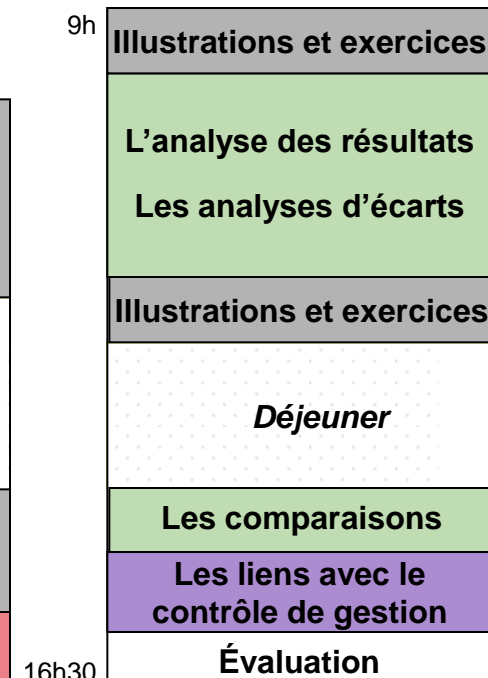 9h
Illustrations et exercices
L'analyse des résultats
Les analyses d'écarts
Illustrations et exercices
Déjeuner
Les comparaisons
Les liens avec le
contrôle de gestion
Évaluation
16h30